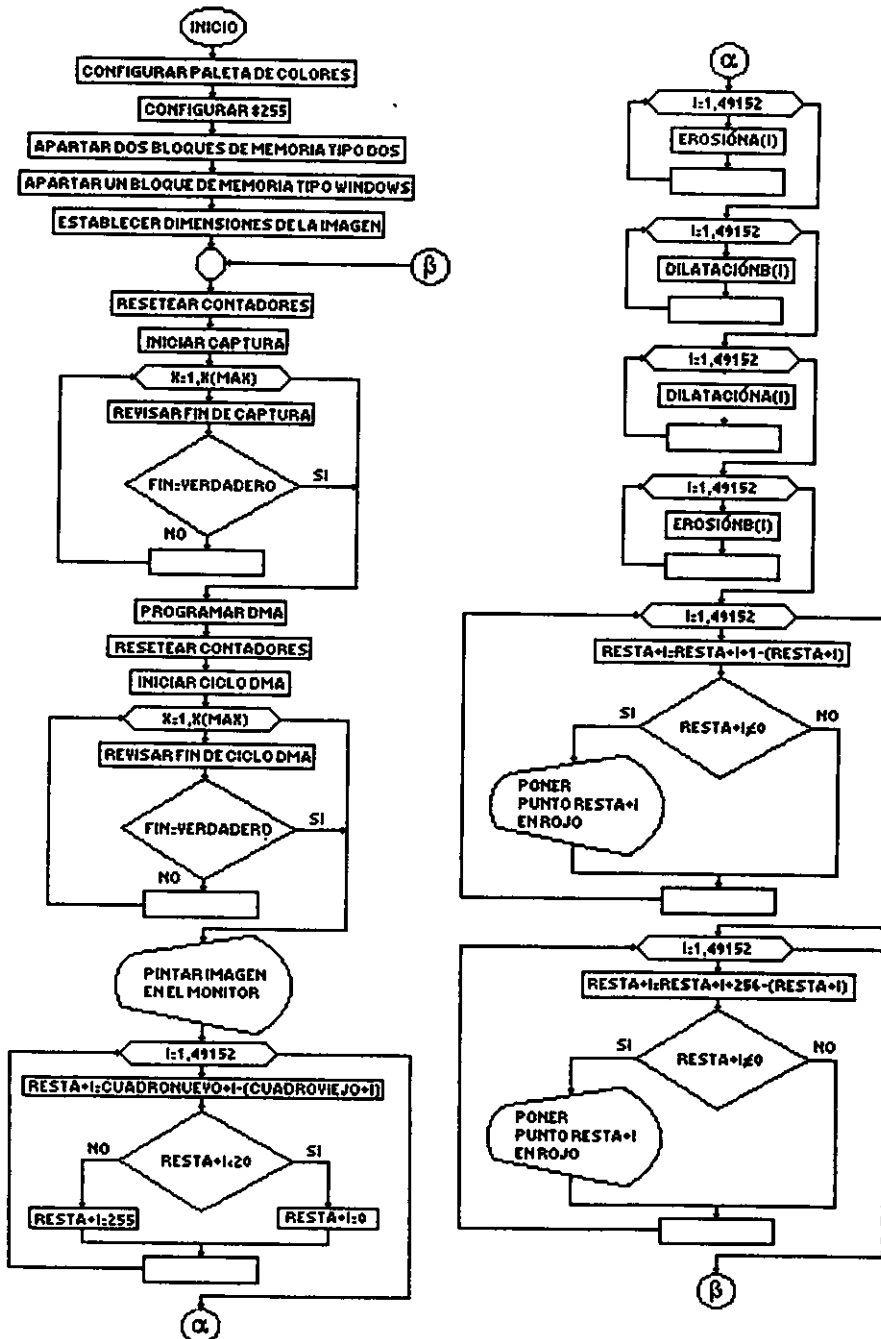 INICIO
CONFIGURAR PALETA DE COLORES
CONFIGURAR 8255
APARTAR DOS BLOQUES DE MEMORIA TIPO DOS
APARTAR UN BLOQUE DE MEMORIA TIPO WINDOWS
ESTABLECER DIMENSIONES DE LA IMAGEN
β
RESETEAR CONTADORES
INICIAR CAPTURA
X=1,X(MAX)
REVISAR FIN DE CAPTURA
FIN=VERDADERO
SI
NO
PROGRAMAR DMA
RESETEAR CONTADORES
INICIAR CICLO DMA
X=1,X(MAX)
REVISAR FIN DE CICLO DMA
FIN=VERDADERO
SI
NO
PINTAR IMAGEN
EN EL MONITOR
I=1,49152
RESTA+I=CUADRONUEVO+I-(CUADROVIEJO+I)
NO
RESTA+I<20
SI
RESTA+I=255
RESTA+I=0
α
α
I=1,49152
EROSIÓNA(I)
I=1,49152
DILATACIÓNB(I)
I=1,49152
DILATACIÓNA(I)
I=1,49152
EROSIÓNB(I)
I=1,49152
RESTA+I=RESTA+I+1-(RESTA+I)
SI
RESTA+I≠0
NO
PONER
PUNTO RESTA+I
EN ROJO
I=1,49152
RESTA+I=RESTA+I+256-(RESTA+I)
SI
RESTA+I≠0
NO
PONER
PUNTO RESTA+I
EN ROJO
β